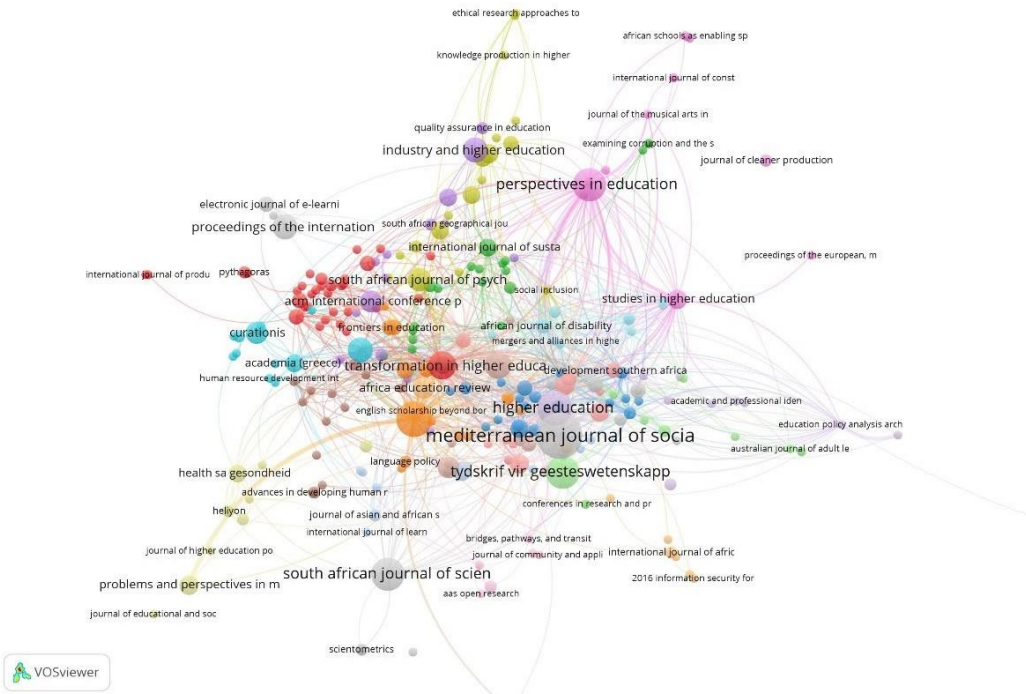 ethical research approaches to
african schools as enabling sp
knowledge production in higher
international journal of const
journal of the musical arts in
quality assurance in education
examining corruption and the s
industry and higher education
journal of cleaner production
perspectives in education
electronic journal of e-learni
proceedings of the internation
south african geographical jou
international journal of susta
proceedings of the european, m
international journal of produ
pythagoras
south african journal of psych
social inclusion
acm international conference p
studies in higher education
curationis
frontiers in education
african journal of disability
mergers and alliances in highe
academia (greece)
transformation in higher educa
development southern africa
human resource development int
africa education review
academic and professional iden
english scholarship beyond bor
higher education
education policy analysis arch
mediterranean journal of socia
australian journal of adult le
language policy
tydskrif vir geesteswetenskapp
health sa gesondheid
advances in developing human r
conferences in research and pr
heliyon
journal of asian and african s
international journal of learn
bridges, pathways, and transit
journal of higher education po
journal of community and appli
international journal of afric
south african journal of scien
problems and perspectives in m
2016 information security for
aas open research
journal of educational and soc
scientometrics
VOSviewer